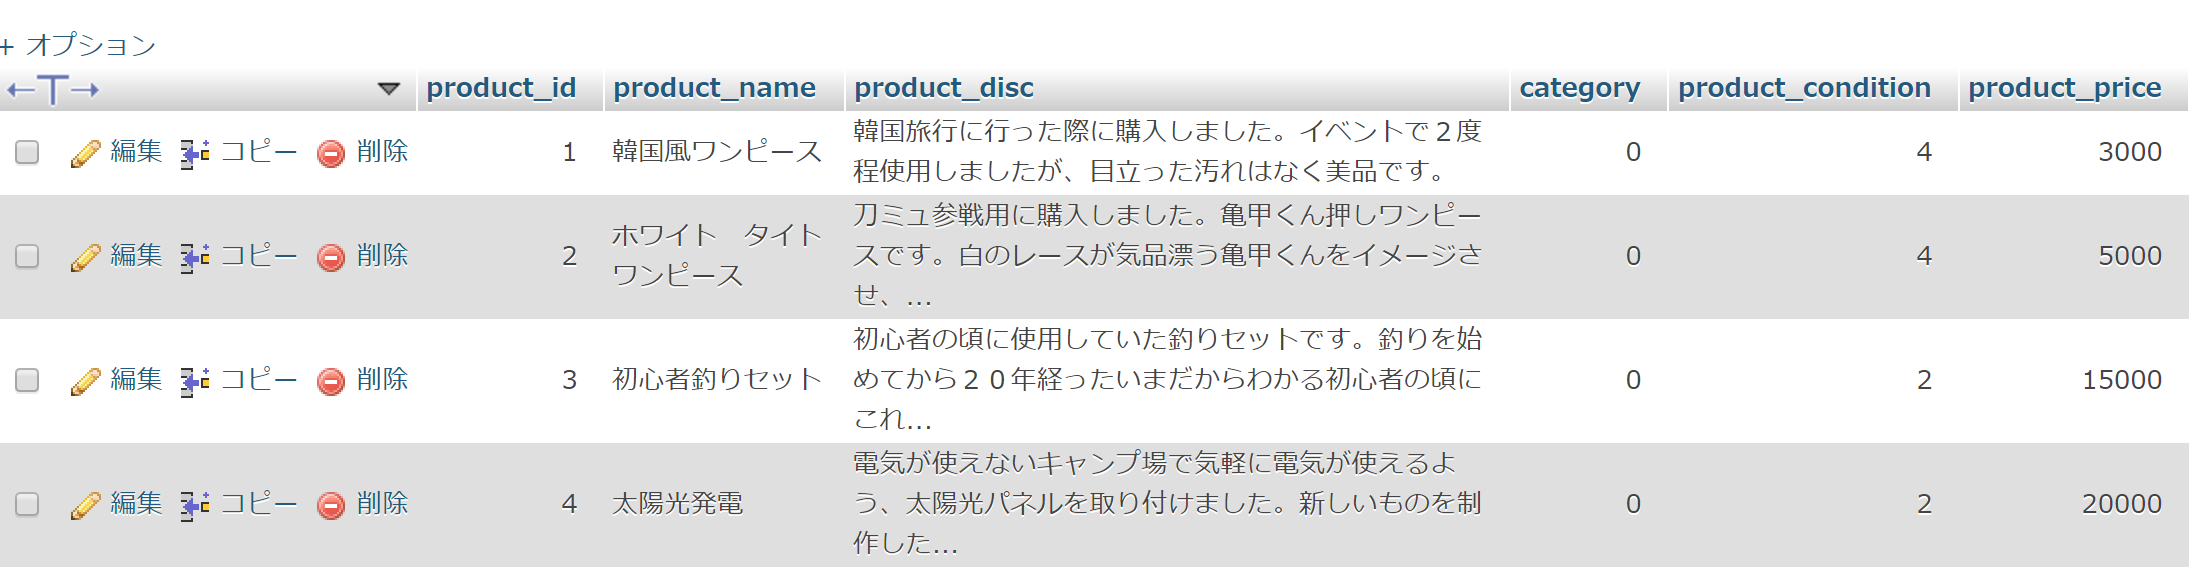 + オプション
←T→ product_id product_name product_disc category product_condition product_price
編集 コピー 削除 1 韓国風ワンピース 韓国旅行に行った際に購入しました。イベントで２度
程使用しましたが、目立った汚れはなく美品です。 0 4 3000
編集 コピー 削除 2 ホワイト　タイト
ワンピース 刀ミュ参戦用に購入しました。亀甲くん押しワンピー
スです。白のレースが気品漂う亀甲くんをイメージさ
せ、... 0 4 5000
編集 コピー 削除 3 初心者釣りセット 初心者の頃に使用していた釣りセットです。釣りを始
めてから２０年経ったいまだからわかる初心者の頃に
これ... 0 2 15000
編集 コピー 削除 4 太陽光発電 電気が使えないキャンプ場で気軽に電気が使えるよ
う、太陽光パネルを取り付けました。新しいものを制
作した... 0 2 20000